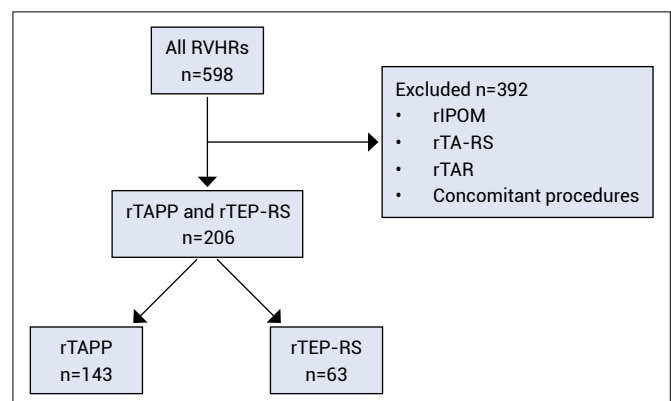 All RVHRs
n=598
Excluded n=392
• rIPOM
• rTA-RS
• rTAR
• Concomitant procedures
rTAPP and rTEP-RS
n=206
rTAPP
n=143
rTEP-RS
n=63